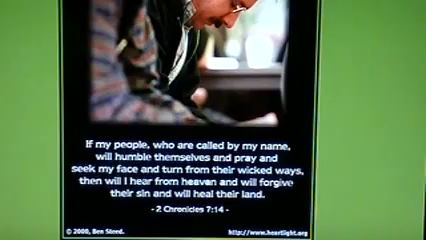 If my people, who are called by my name,
will humble themselves and pray and
seek my face and turn from their wicked ways,
then will I hear from heaven and will forgive
their sin and will heal their land.
- 2 Chronicles 7:14 -
© 2000, Ben Steed. http://www.heartlight.org